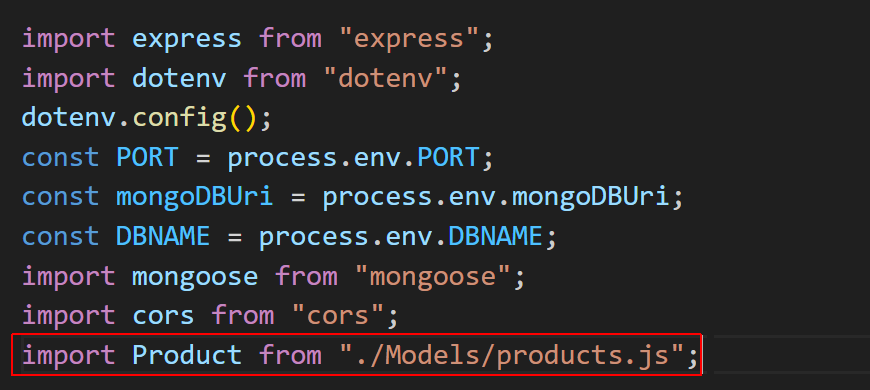 import express from "express";
import dotenv from "dotenv";
dotenv.config();
const PORT = process.env.PORT;
const mongoDBUri = process.env.mongoDBUri;
const DBNAME = process.env.DBNAME;
import mongoose from "mongoose";
import cors from "cors";
import Product from "./Models/products.js";